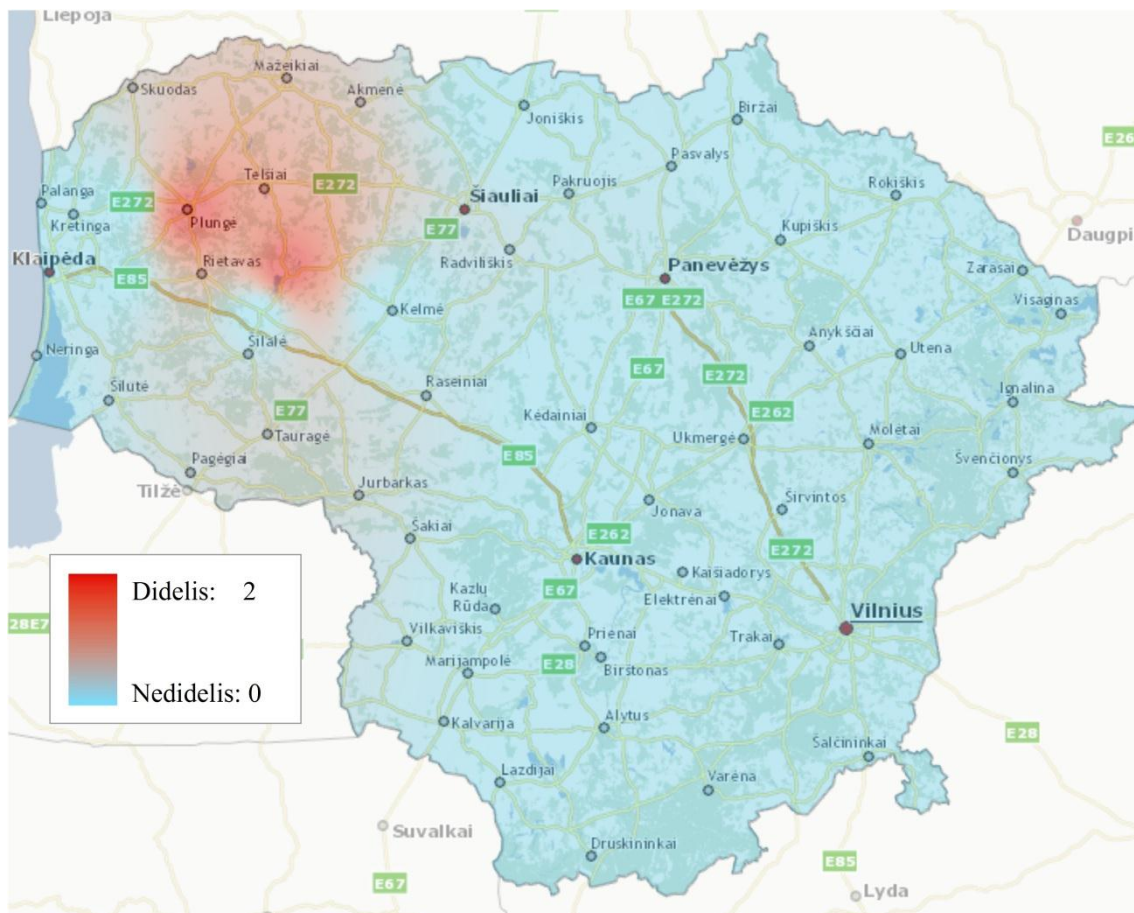 Liepoja
Mažeikiai
Skuodas
Akmenė
Joniškis
Biržai
E26
Pasvalys
Telšiai
E272
Palanga
E272
Kretinga
Plungė
Šiauliai
Pakruojis
Rokiškis
Daugpi
E77
Kupiškis
Klaipėda
Rietavas
Radviliškis
E85
Panevėžys
Zarasai
E67 E272
Visaginas
Kelmė
Anykščiai
Utena
Neringa
Šilalė
E67
E272
Ignalina
Šilutė
Raseiniai
E77
Kėdainiai
E262
Tauragė
Ukmergė
Molėtai
Pagėgiai
E85
Švenčionys
Tilžė
Jurbarkas
Jonava
Širvintos
Šakiai
E262
E272
Kaunas
Kaišiadorys
Didelis: 2
Kazlų
Rūda
E67
Elektrėnai
Vilnius
28E7
Vilkaviškis
Prienai
Trakai
Marijampolė
E28
Birštonas
Nedidelis: 0
Kalvarija
Alytus
E28
Šalčininkai
Lazdijai
Varėna
Suvalkai
Druskininkai
E85
E67
Lyda